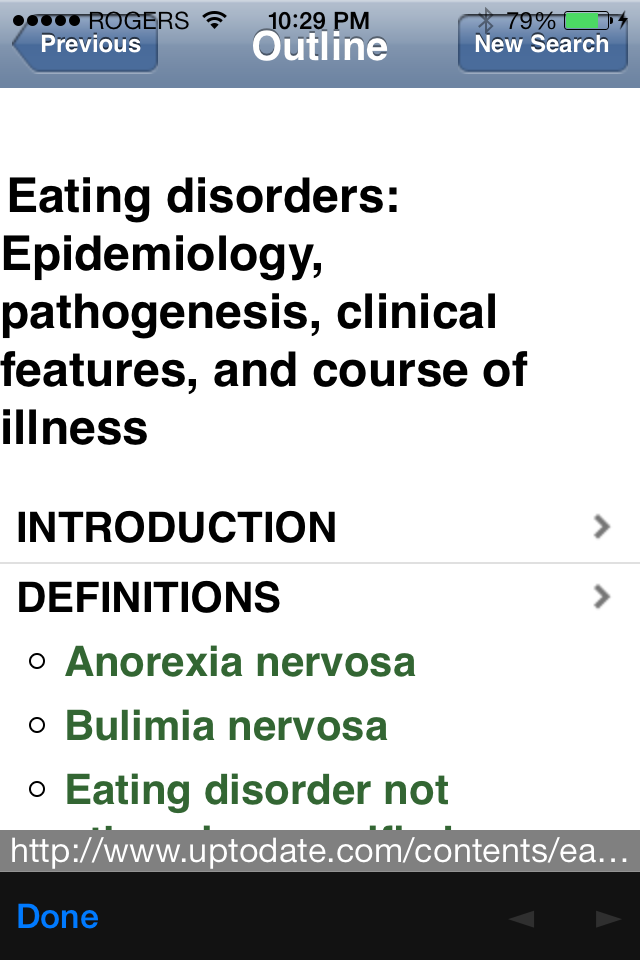 ROGERS 10:29 PM 79%
Previous Outline New Search
Eating disorders:
Epidemiology,
pathogenesis, clinical
features, and course of
illness
INTRODUCTION
DEFINITIONS
Anorexia nervosa
Bulimia nervosa
Eating disorder not
http://www.uptodate.com/contents/ea...
Done